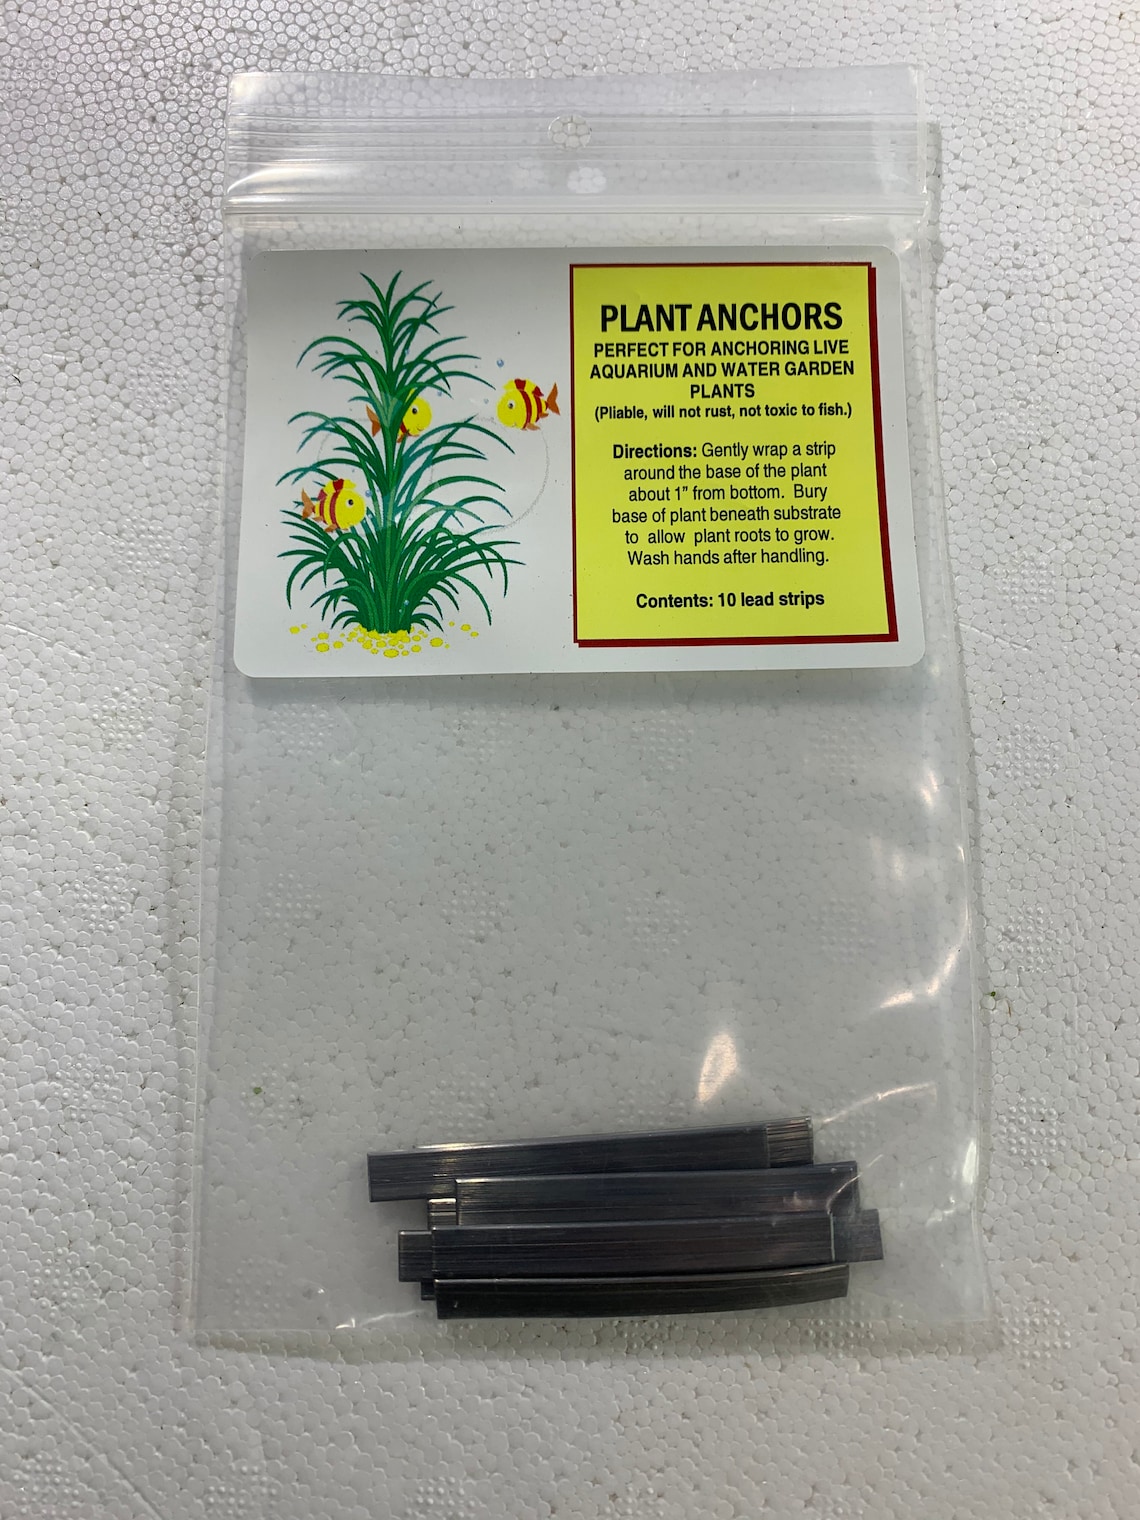 PLANT ANCHORS
PERFECT FOR ANCHORING LIVE
AQUARIUM AND WATER GARDEN
PLANTS
(Pliable, will not rust, not toxic to fish.)
Directions: Gently wrap a strip
around the base of the plant
about 1” from bottom. Bury
base of plant beneath substrate
to allow plant roots to grow.
Wash hands after handling.
Contents: 10 lead strips